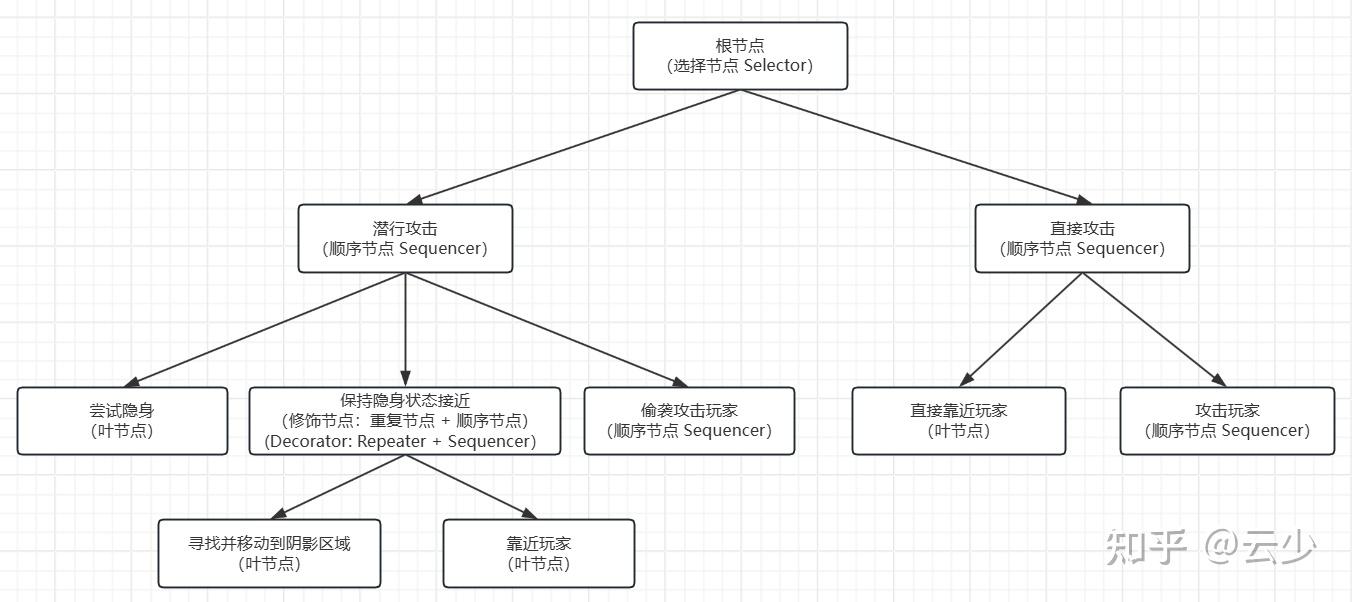 根节点
（选择节点 Selector）
潜行攻击
（顺序节点 Sequencer）
直接攻击
（顺序节点 Sequencer）
尝试隐身
（叶节点）
保持隐身状态接近
（修饰节点：重复节点 + 顺序节点）
(Decorator: Repeater + Sequencer）
偷袭攻击玩家
（顺序节点 Sequencer）
直接靠近玩家
（叶节点）
攻击玩家
（顺序节点 Sequencer）
寻找并移动到阴影区域
（叶节点）
靠近玩家
（叶节点）
知乎 @云少